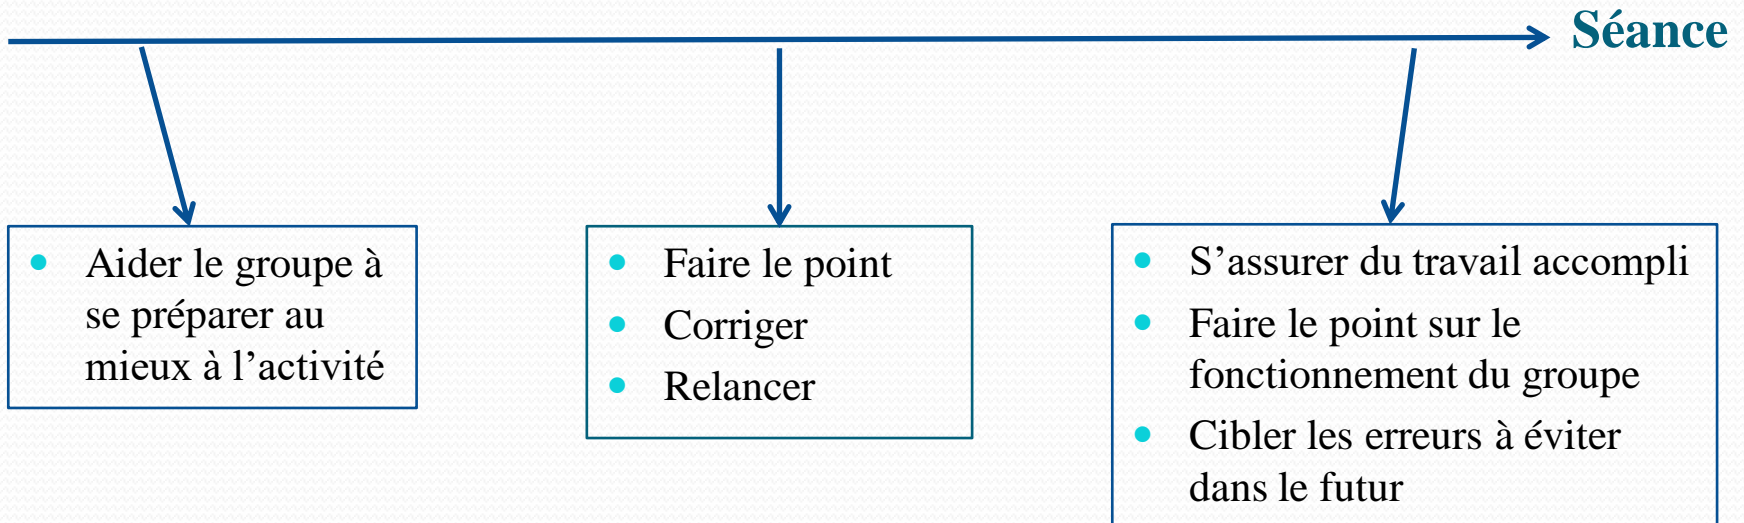 Séance
Aider le groupe à
se préparer au
mieux à l’activité
Faire le point
Corriger
Relancer
S’assurer du travail accompli
Faire le point sur le
fonctionnement du groupe
Cibler les erreurs à éviter
dans le futur